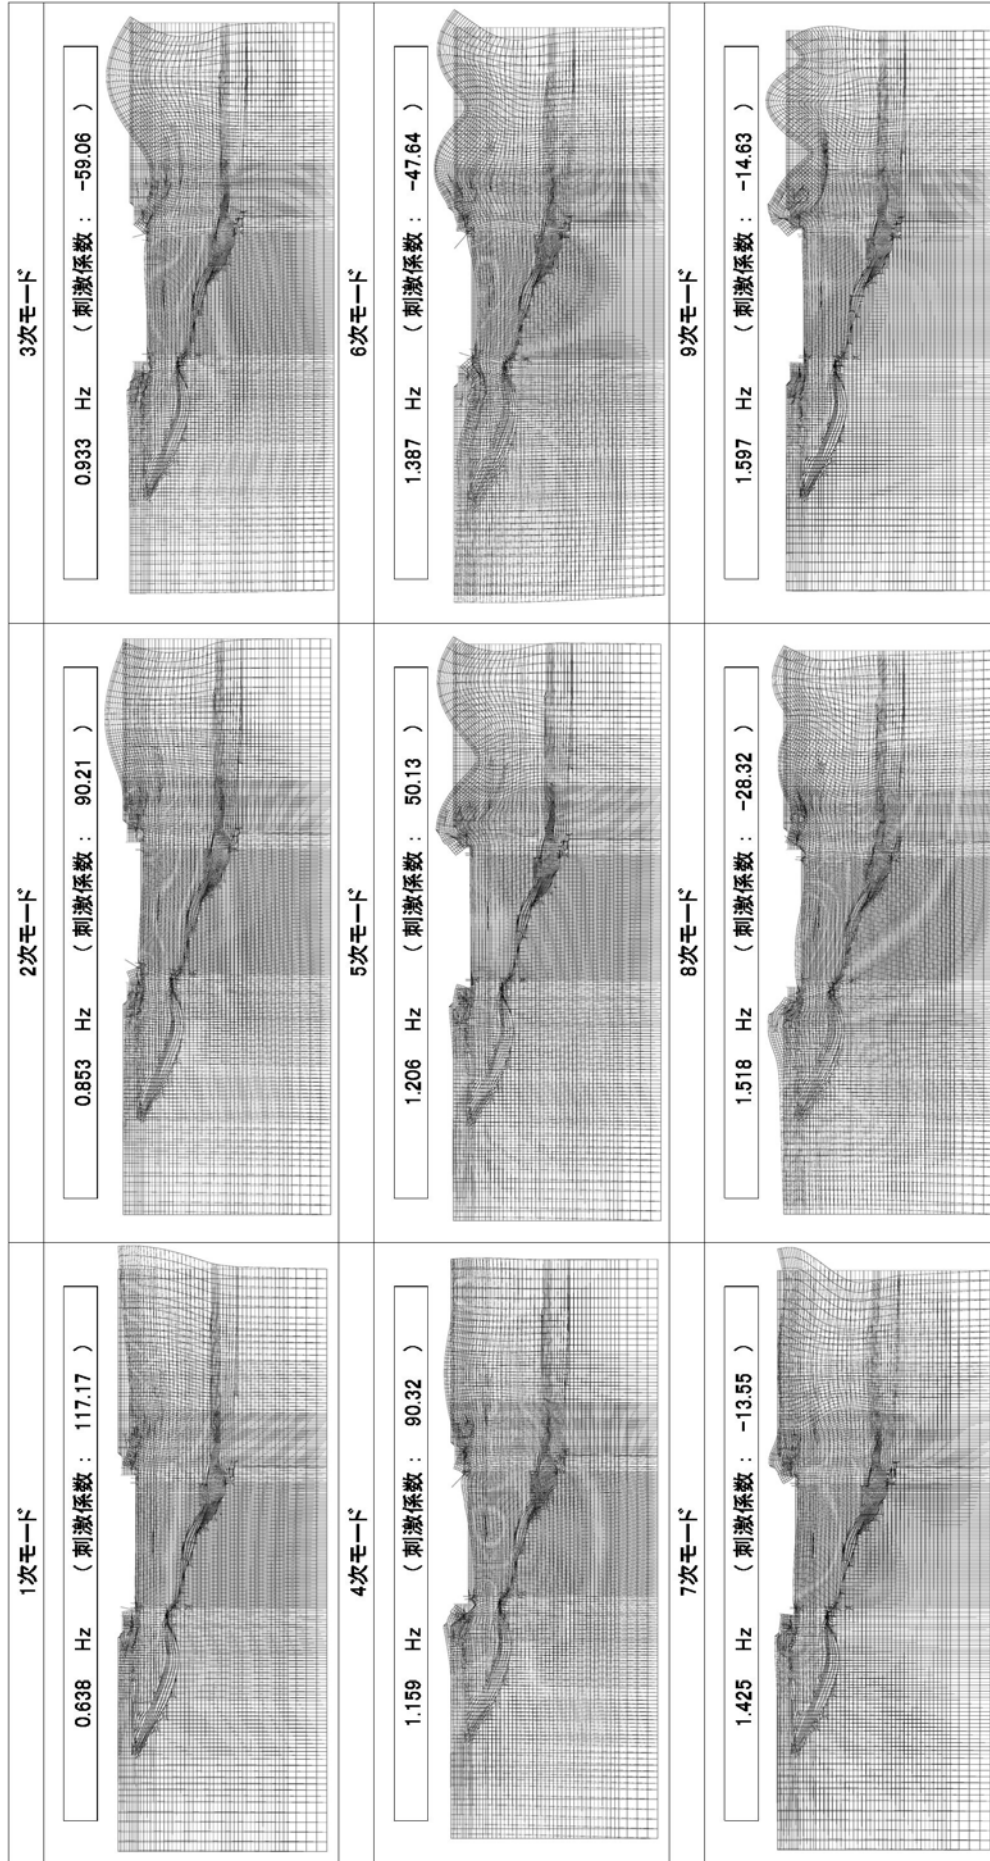 1次モード
0.638 Hz (刺激係数: 117.17 )
2次モード
0.853 Hz (刺激係数: 90.21 )
3次モード
0.933 Hz (刺激係数: -59.06 )
4次モード
1.159 Hz (刺激係数: 90.32 )
5次モード
1.206 Hz (刺激係数: 50.13 )
6次モード
1.387 Hz (刺激係数: -47.64 )
7次モード
1.425 Hz (刺激係数: -13.55 )
8次モード
1.518 Hz (刺激係数: -28.32 )
9次モード
1.597 Hz (刺激係数: -14.63 )